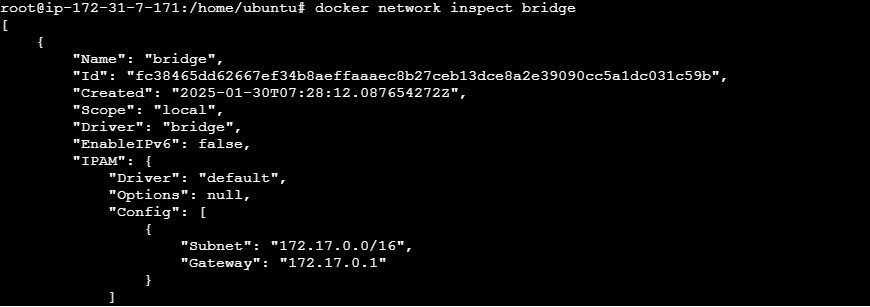 root@ip-172-31-7-171:/home/ubuntu# docker network inspect bridge
[
    {
        "Name": "bridge",
        "Id": "fc38465dd62667ef34b8aeffaaaec8b27ceb13dce8a2e39090cc5a1dc031c59b",
        "Created": "2025-01-30T07:28:12.087654272Z",
        "Scope": "local",
        "Driver": "bridge",
        "EnableIPv6": false,
        "IPAM": {
            "Driver": "default",
            "Options": null,
            "Config": [
                {
                    "Subnet": "172.17.0.0/16",
                    "Gateway": "172.17.0.1"
                }
            ]